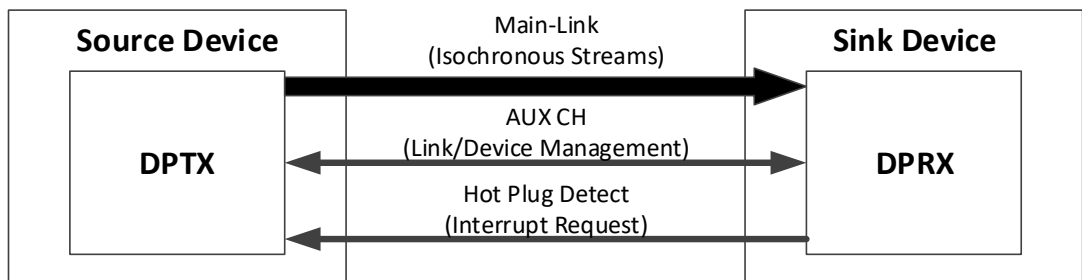 Source Device
DPTX
Main-Link
(Isochronous Streams)
AUX CH
(Link/Device Management)
Hot Plug Detect
(Interrupt Request)
Sink Device
DPRX